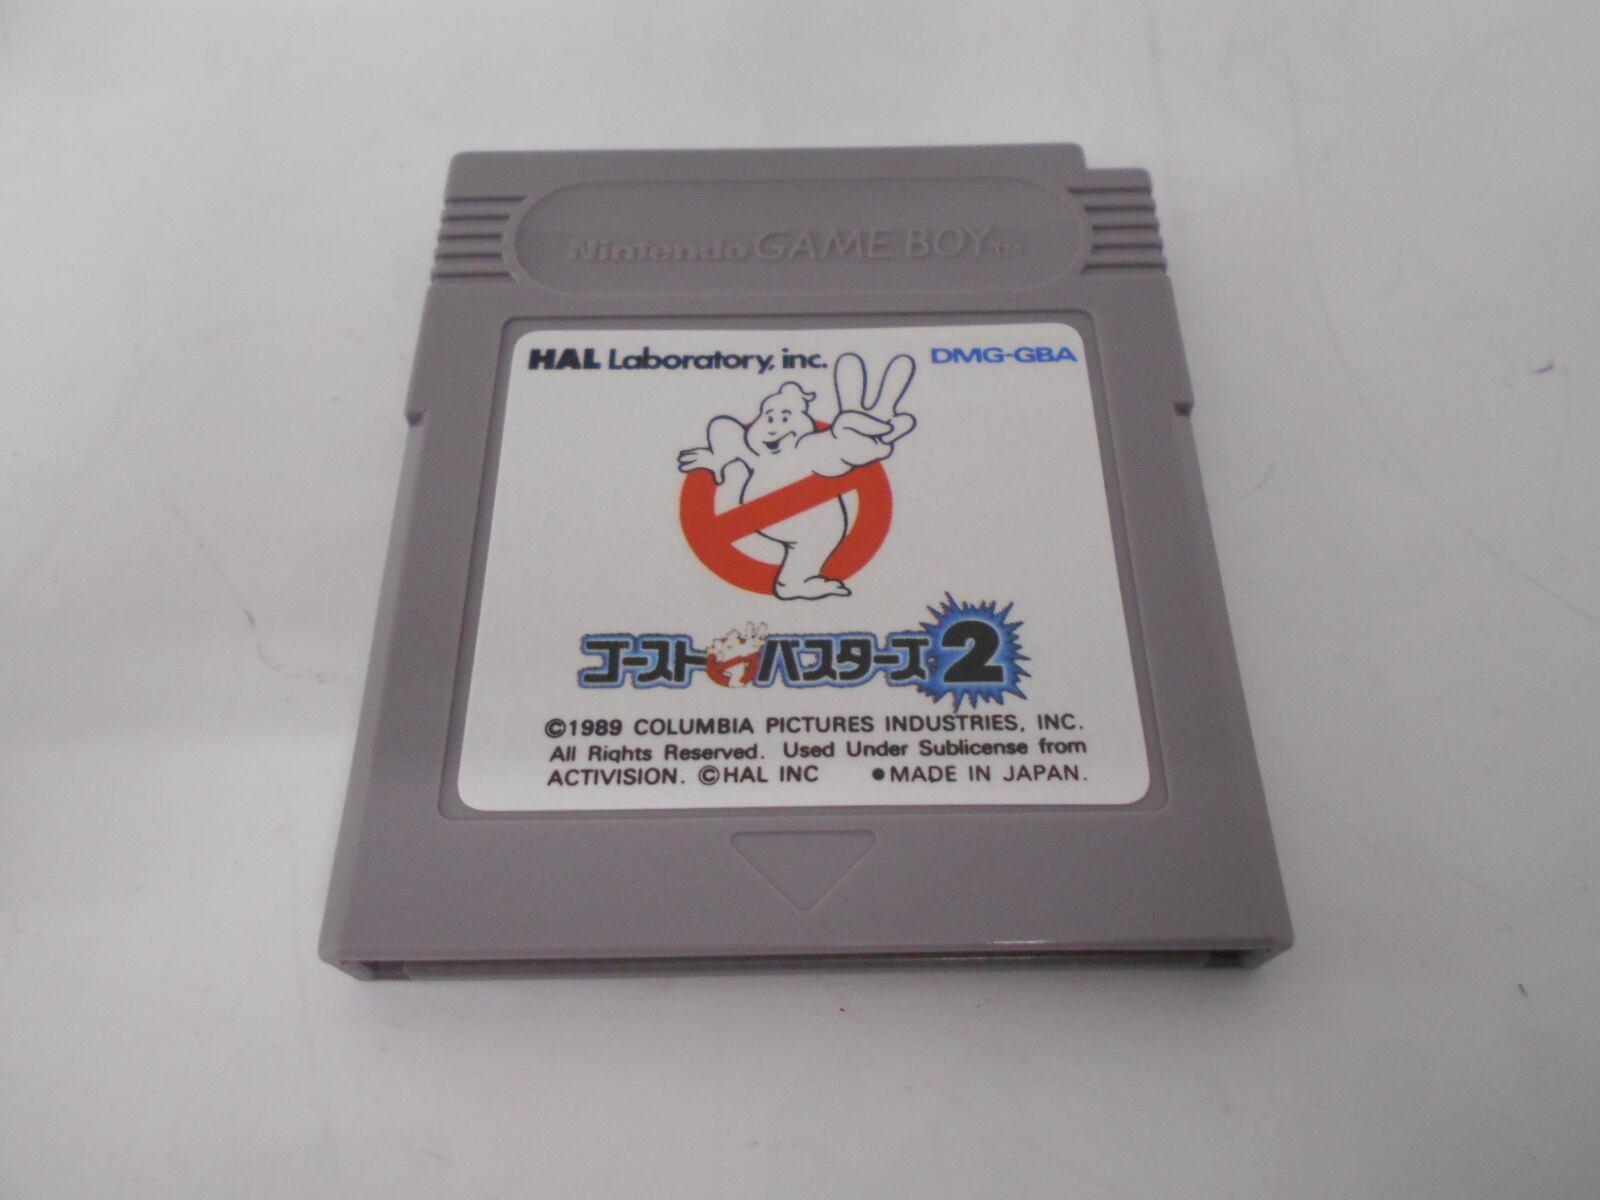 Nintendo GAME BOY™
HAL Laboratory, inc. DMG-GBA
ゴーストバスターズ2
©1989 COLUMBIA PICTURES INDUSTRIES, INC.
All Rights Reserved. Used Under Sublicense from
ACTIVISION. ©HAL INC ●MADE IN JAPAN.